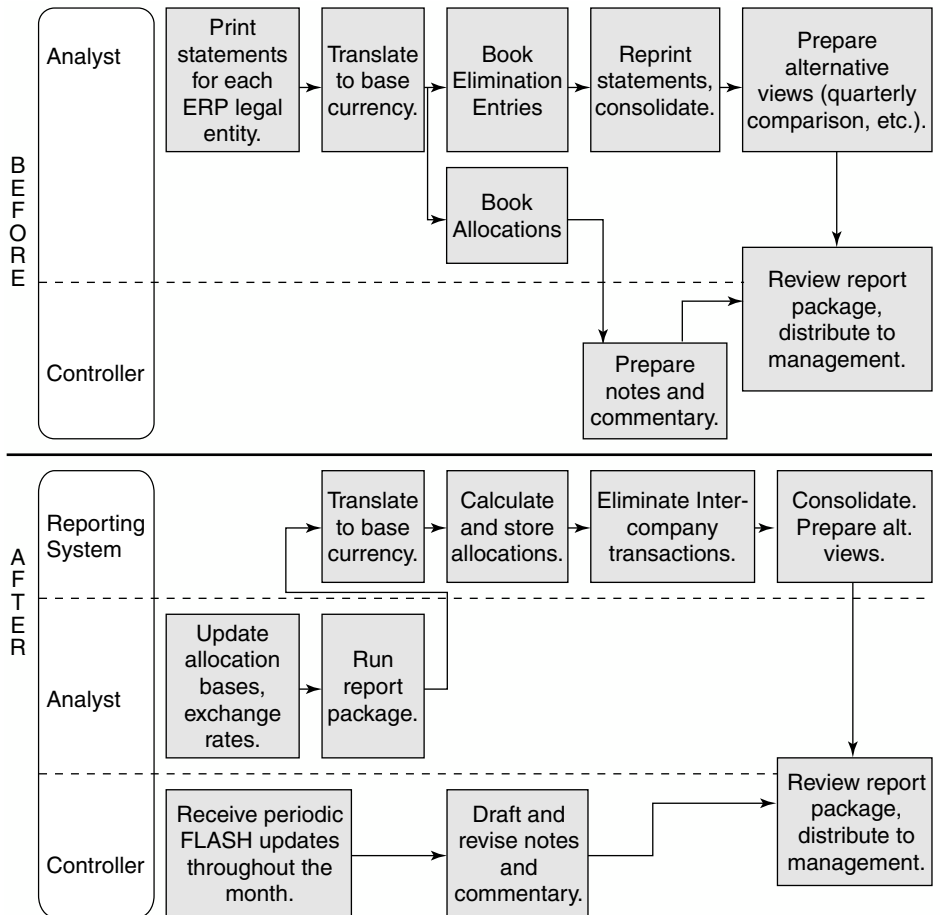 BEFORE
Analyst
Print
statements
for each
ERP legal
entity.
Translate
to base
currency.
Book
Elimination
Entries
Reprint
statements,
consolidate.
Prepare
alternative
views (quarterly
comparison, etc.).
Book
Allocations
Controller
Prepare
notes and
commentary.
Review report
package,
distribute to
management.
AFTER
Reporting
System
Translate
to base
currency.
Calculate
and store
allocations.
Eliminate Inter-
company
transactions.
Consolidate.
Prepare alt.
views.
Analyst
Update
allocation
bases,
exchange
rates.
Run
report
package.
Controller
Receive periodic
FLASH updates
throughout the
month.
Draft and
revise notes
and
commentary.
Review report
package,
distribute to
management.